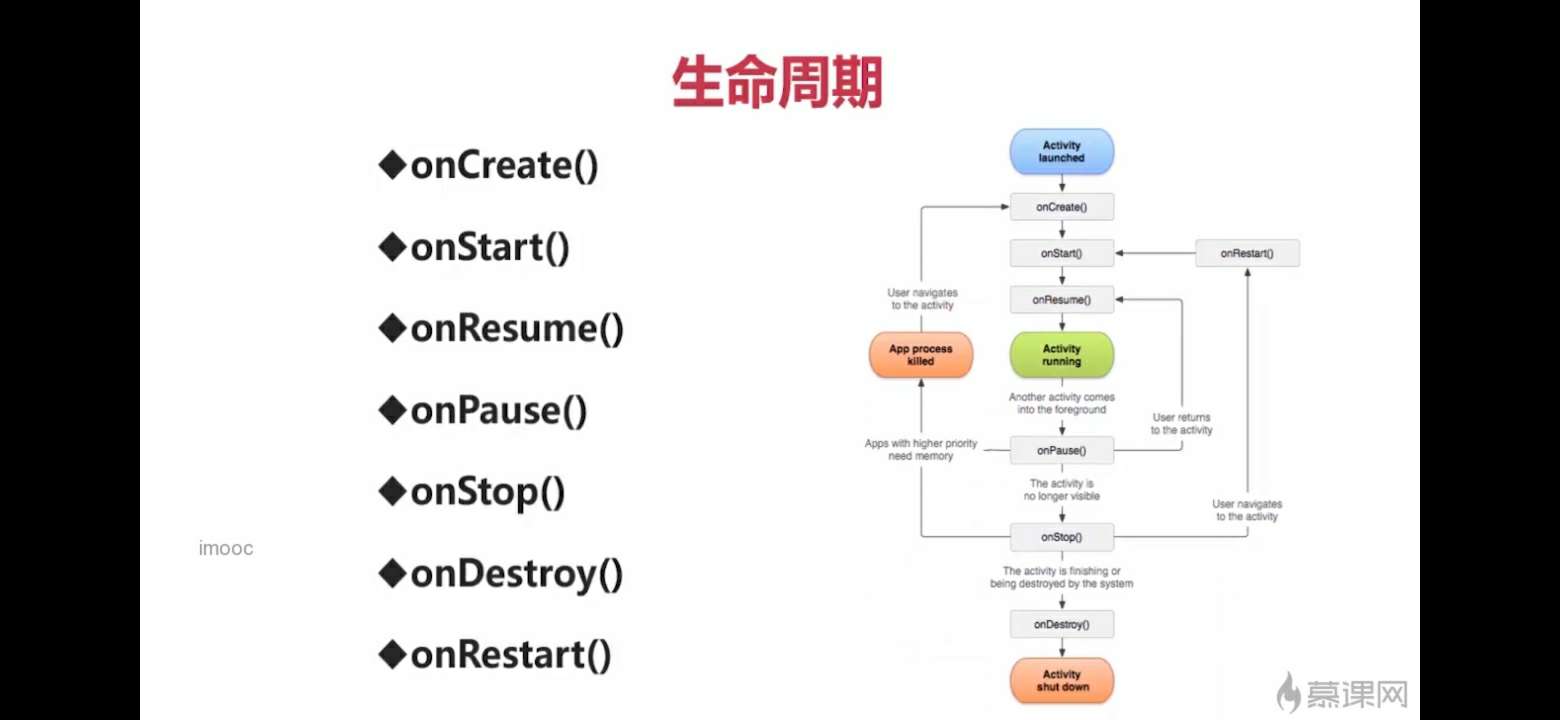 生命周期
◆onCreate()
◆onStart()
◆onResume()
◆onPause()
◆onStop()
◆onDestroy()
◆onRestart()
imooc
Activity
launched
onCreate()
onStart()
onRestart()
onResume()
User navigates
to the activity
App process
killed
Activity
running
Another activity comes
into the foreground
User returns
to the activity
Apps with higher priority
need memory
onPause()
The activity is
no longer visible
User navigates
to the activity
onStop()
The activity is finishing or
being destroyed by the system
onDestroy()
Activity
shut down
慕课网